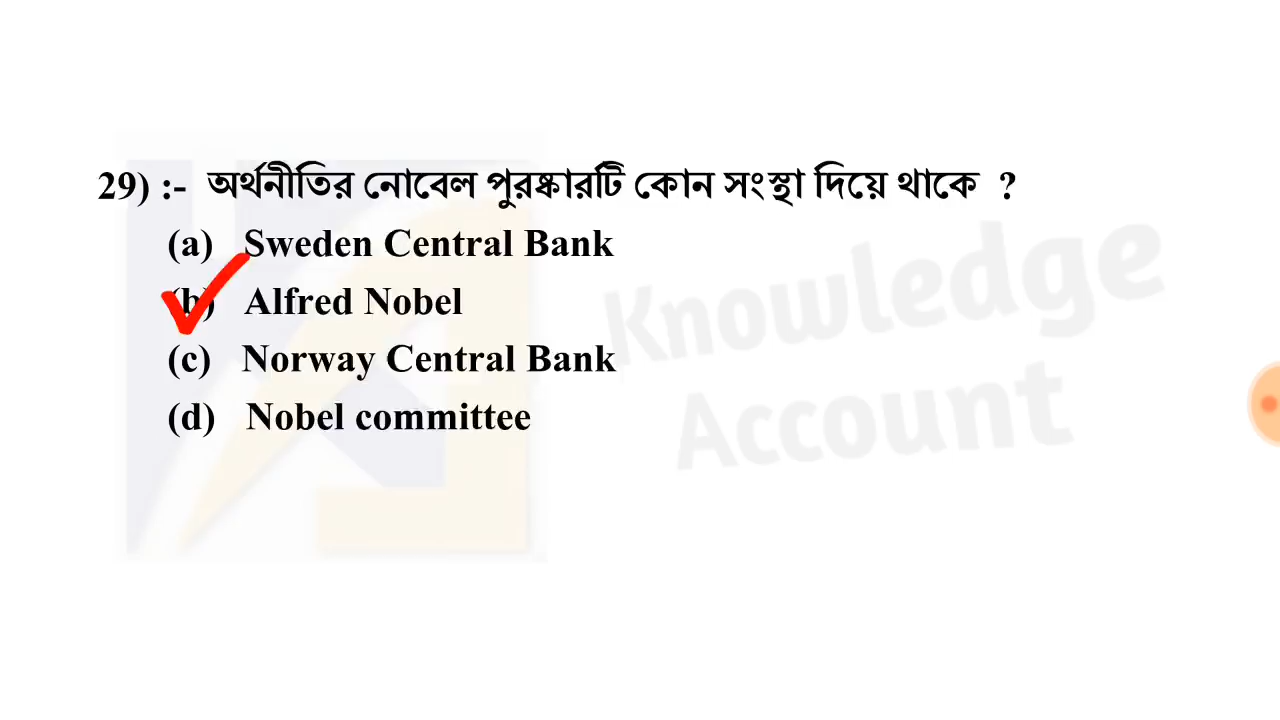 29) :- অর্থনীতির নোবেল পুরষ্কারটি কোন সংস্থা দিয়ে থাকে ?
(a) Sweden Central Bank
(b) Alfred Nobel
(c) Norway Central Bank
(d) Nobel committee
Knowledge
Account